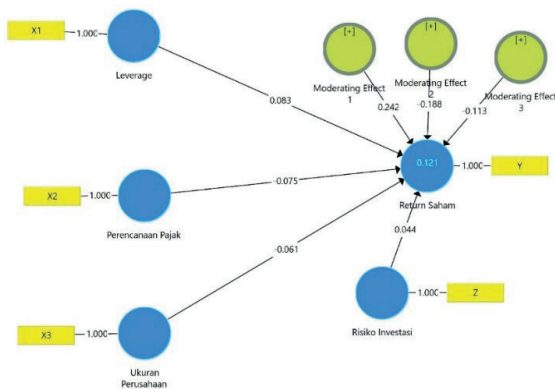 X1
1.000
Leverage
[+]
Moderating Effect
1
[+]
Moderating Effect
2
[+]
Moderating Effect
3
0.083
0.242
-0.188
-0.113
X2
1.000
Perencanaan Pajak
-0.075
0.121
Return Saham
1.000
Y
-0.061
0.044
X3
1.000
Ukuran
Perusahaan
Risiko Investasi
1.000
Z